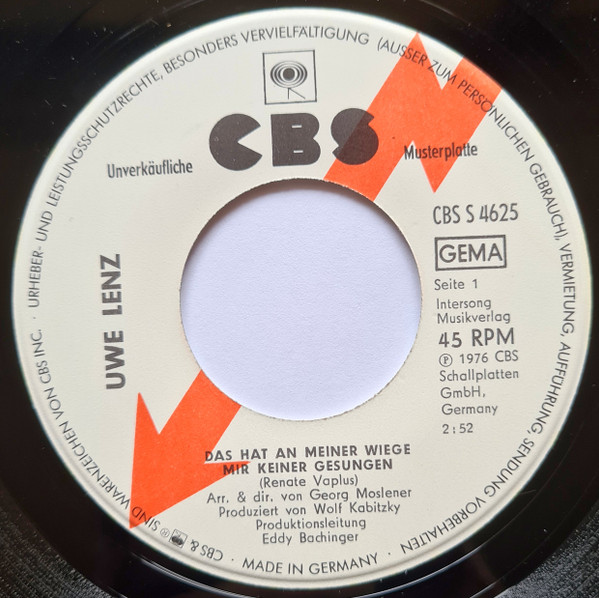 URHEBER- UND LEISTUNGSSCHUTZRECHTE, BESONDERS VERVIELFÄLTIGUNG (AUSSER ZUM PERSÖNLICHEN GEBRAUCH), VERMIETUNG, AUFFÜHRUNG, SENDUNG VORBEHALTEN
CBS
Unverkäufliche
Musterplatte
CBS S 4625
GEMA
Seite 1
Intersong
Musikverlag
45 RPM
Ⓟ 1976 CBS
Schallplatten
GmbH,
Germany
2:52
UWE LENZ
DAS HAT AN MEINER WIEGE
MIR KEINER GESUNGEN
(Renate Vaplus)
Arr. & dir. von Georg Moslener
Produziert von Wolf Kabitzky
Produktionsleitung
Eddy Bachinger
CBS & ® SIND WARENZEICHEN VON CBS INC. ·
· MADE IN GERMANY ·